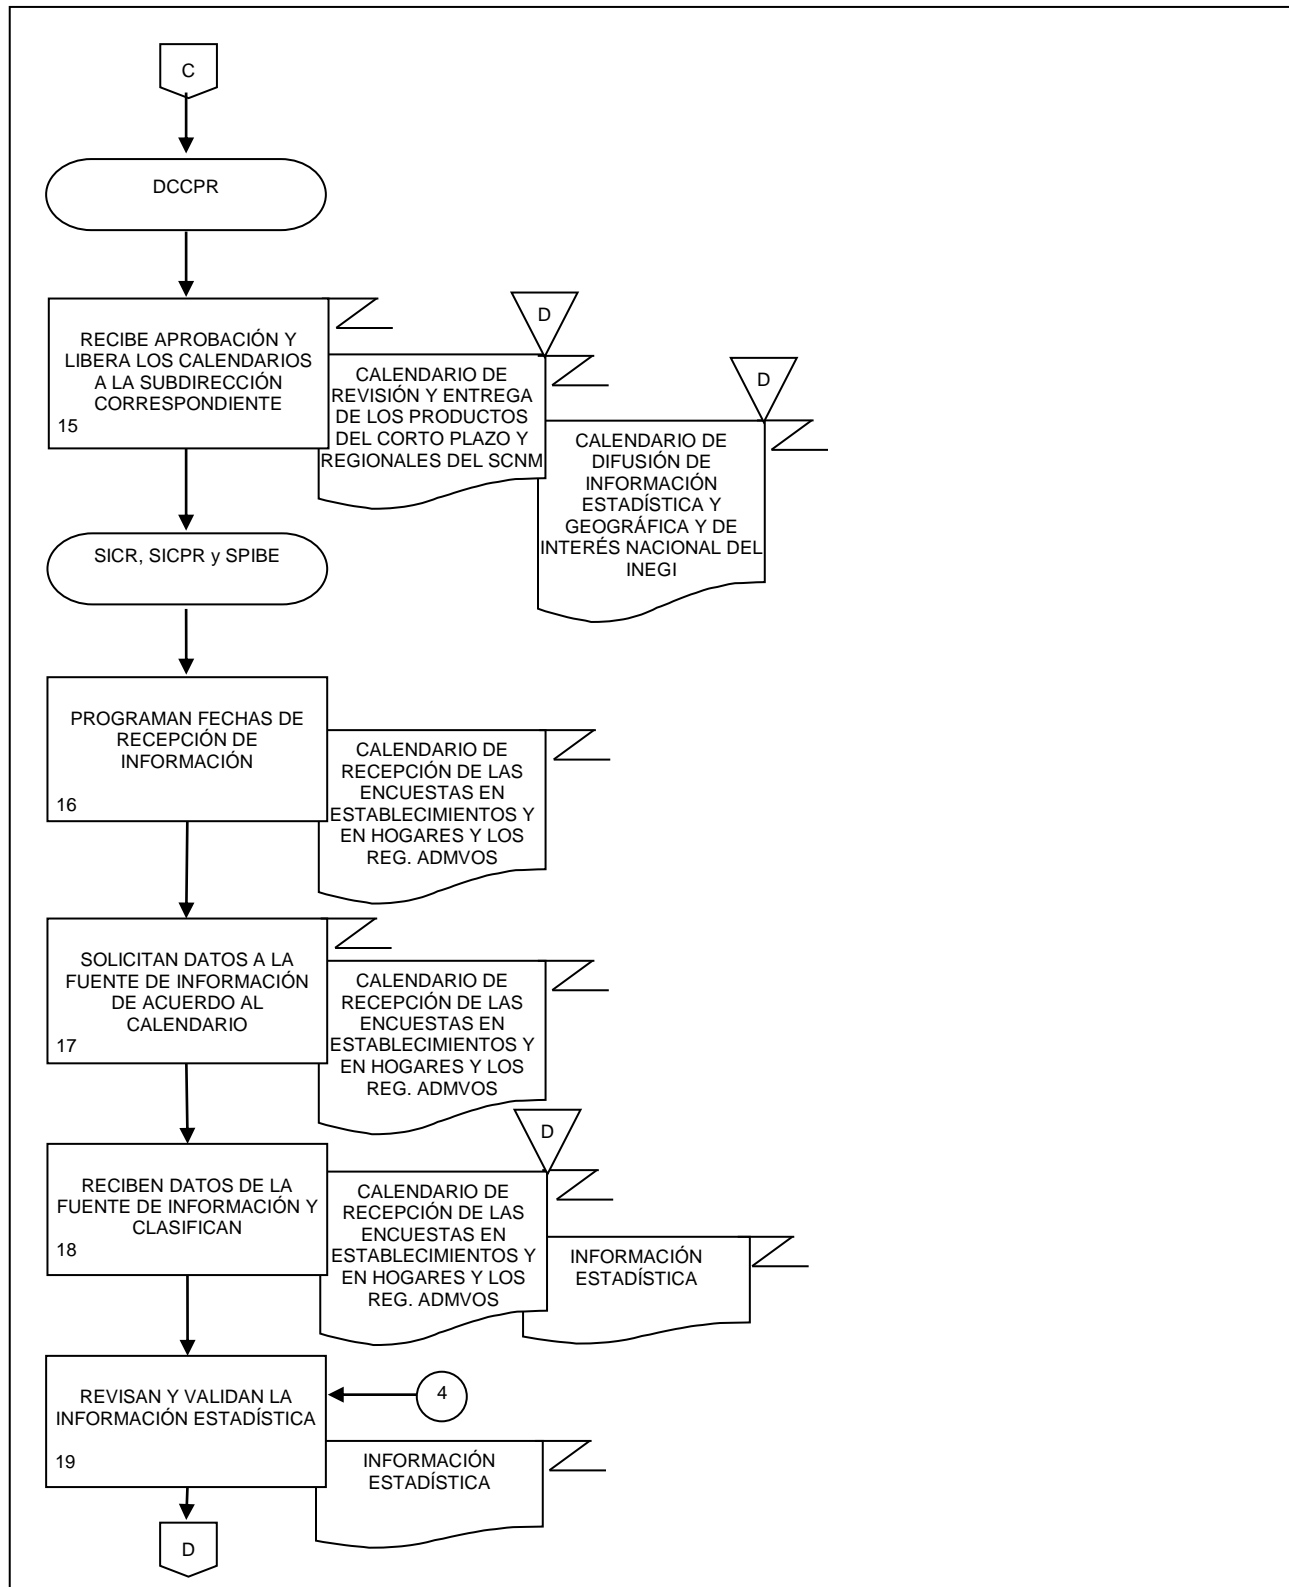 C
DCCPR
RECIBE APROBACIÓN Y
LIBERA LOS CALENDARIOS
A LA SUBDIRECCIÓN
CORRESPONDIENTE
15
CALENDARIO DE
REVISIÓN Y ENTREGA
DE LOS PRODUCTOS
DEL CORTO PLAZO Y
REGIONALES DEL SCNM
D
CALENDARIO DE
DIFUSIÓN DE
INFORMACIÓN
ESTADÍSTICA Y
GEOGRÁFICA Y DE
INTERÉS NACIONAL DEL
INEGI
D
SICR, SICPR y SPIBE
PROGRAMAN FECHAS DE
RECEPCIÓN DE
INFORMACIÓN
16
CALENDARIO DE
RECEPCIÓN DE LAS
ENCUESTAS EN
ESTABLECIMIENTOS Y
EN HOGARES Y LOS
REG. ADMVOS
SOLICITAN DATOS A LA
FUENTE DE INFORMACIÓN
DE ACUERDO AL
CALENDARIO
17
CALENDARIO DE
RECEPCIÓN DE LAS
ENCUESTAS EN
ESTABLECIMIENTOS Y
EN HOGARES Y LOS
REG. ADMVOS
RECIBEN DATOS DE LA
FUENTE DE INFORMACIÓN Y
CLASIFICAN
18
D
CALENDARIO DE
RECEPCIÓN DE LAS
ENCUESTAS EN
ESTABLECIMIENTOS Y
EN HOGARES Y LOS
REG. ADMVOS
INFORMACIÓN
ESTADÍSTICA
REVISAN Y VALIDAN LA
INFORMACIÓN ESTADÍSTICA
19
4
INFORMACIÓN
ESTADÍSTICA
D